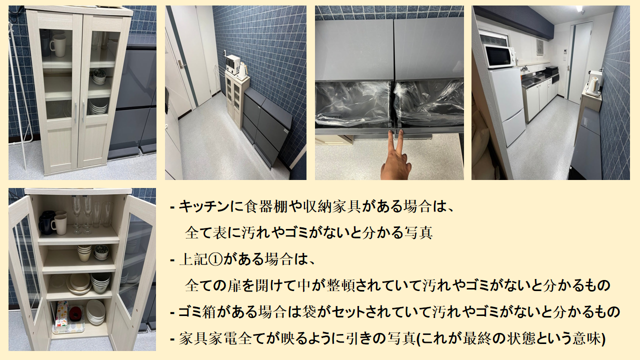 - キッチンに食器棚や収納家具がある場合は、
全て表に汚れやゴミがないと分かる写真
- 上記①がある場合は、
全ての扉を開けて中が整頓されていて汚れやゴミがないと分かるもの
- ゴミ箱がある場合は袋がセットされていて汚れやゴミがないと分かるもの
- 家具家電全てが映るように引きの写真(これが最終の状態という意味)